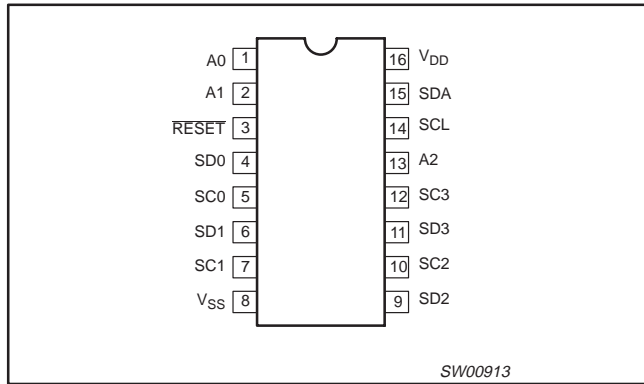 A0 1 16 VDD
A1 2 15 SDA
RESET 3 14 SCL
SD0 4 13 A2
SC0 5 12 SC3
SD1 6 11 SD3
SC1 7 10 SC2
VSS 8 9 SD2
SW00913